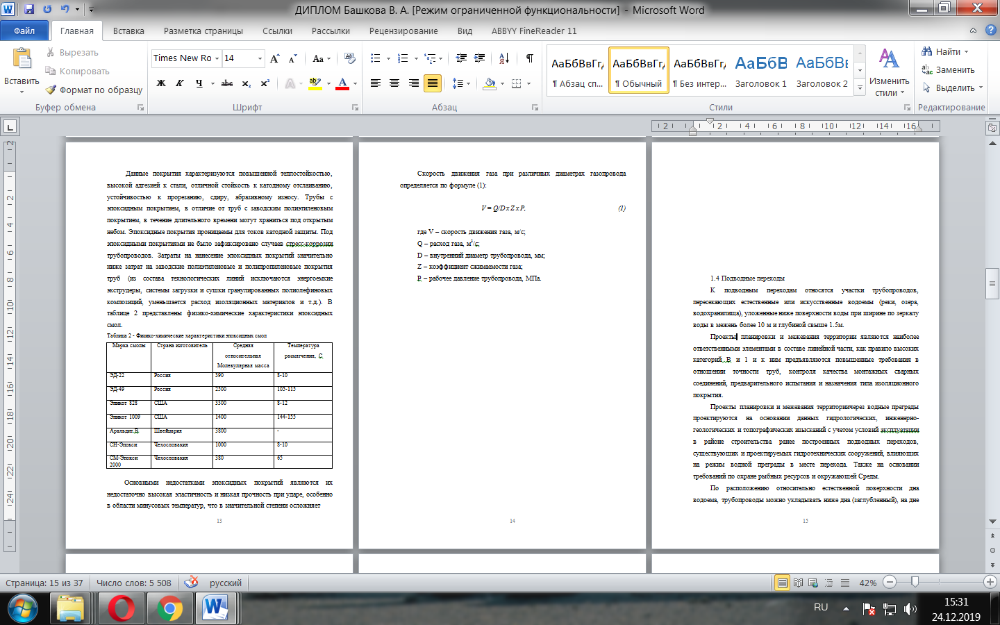 ДИПЛОМ Башкова В. А. [Режим ограниченной функциональности] - Microsoft Word
Файл Главная Вставка Разметка страницы Ссылки Рассылки Рецензирование Вид ABBYY FineReader 11
Вставить
Вырезать
Копировать
Формат по образцу
Буфер обмена
Times New Ro 14
Шрифт
Абзац
АаБбВвГг, АаБбВвГг, АаБбВвГг, АаБбВ АаБбВв
¶ Абзац сп... ¶ Обычный ¶ Без интер... Заголовок 1 Заголовок 2
Стили
Изменить
стили
Найти
Заменить
Выделить
Редактирование
2 2 4 6 8 10 12 14 16
Данные покрытия характеризуются повышенной теплостойкостью,
высокой адгезией к стали, отличной стойкость к катодному отслаиванию,
устойчивостью к прорезанию, сдиру, абразивному износу. Трубы с
эпоксидным покрытием, в отличие от труб с заводским полиэтиленовым
покрытием, в течение длительного времени могут храниться под открытым
небом. Эпоксидные покрытия проницаемы для токов катодной защиты. Под
эпоксидными покрытиями не было зафиксировано случаев стресс-коррозии
трубопроводов. Затраты на нанесение эпоксидных покрытий значительно
ниже затрат на заводские полиэтиленовые и полипропиленовые покрытия
труб (из состава технологических линий исключаются энергоемкие
экструдеры, системы загрузки и сушки гранулированных полиолефиновых
композиций, уменьшается расход изоляционных материалов и т.д.). В
таблице 2 представлены физико-химические характеристики эпоксидных
смол.
Таблица 2 - Физико-химические характеристики эпоксидных смол
Марка смолы Страна изготовитель Средняя относительная Молекулярная масса Температура размягчения, С
ЭД-22 Россия 390 8-10
ЭД-49 Россия 2500 105-115
Эпикот 828 США 3300 8-12
Эпикот 1009 США 1400 144-155
Аралдит.В Швейцария 3800 -
СН-Эпокси Чехословакия 1000 8-10
СМ-Эпокси 2000 Чехословакия 380 65
Основными недостатками эпоксидных покрытий являются их
недостаточно высокая эластичность и низкая прочность при ударе, особенно
в области минусовых температур, что в значительной степени осложняет
13
Скорость движения газа при различных диаметрах газопровода
определяется по формуле (1):
V = Q/D x Z x P, (1)
где V – скорость движения газа, м/с;
Q – расход газа, м³/с;
D – внутренний диаметр трубопровода, мм;
Z – коэффициент сжимаемости газа;
P – рабочее давление трубопровода, МПа.
14
1.4 Подводные переходы
К подводным переходам относятся участки трубопроводов,
пересекающих естественные или искусственные водоемы (реки, озера,
водохранилища), уложенные ниже поверхности воды при ширине по зеркалу
воды в межень более 10 м и глубиной свыше 1.5м.
Проекты планировки и межевания территории являются наиболее
ответственными элементами в составе линейной части, как правило высоких
категорий В и 1 и к ним предъявляются повышенные требования в
отношении точности труб, контроля качества монтажных сварных
соединений, предварительного испытания и назначения типа изоляционного
покрытия.
Проекты планировки и межевания территориичерез водные преграды
проектируются на основании данных гидрологических, инженерно-
геологических и топографических изысканий с учетом условий эксплуатации
в районе строительства ранее построенных подводных переходов,
существующих и проектируемых гидротехнических сооружений, влияющих
на режим водной преграды в месте перехода. Также на основании
требований по охране рыбных ресурсов и окружающей Среды.
По расположению относительно естественной поверхности дна
водоема, трубопроводы можно укладывать ниже дна (заглубленный), на дне
15
Страница: 15 из 37 Число слов: 5 508 русский 42%
RU
15:31
24.12.2019